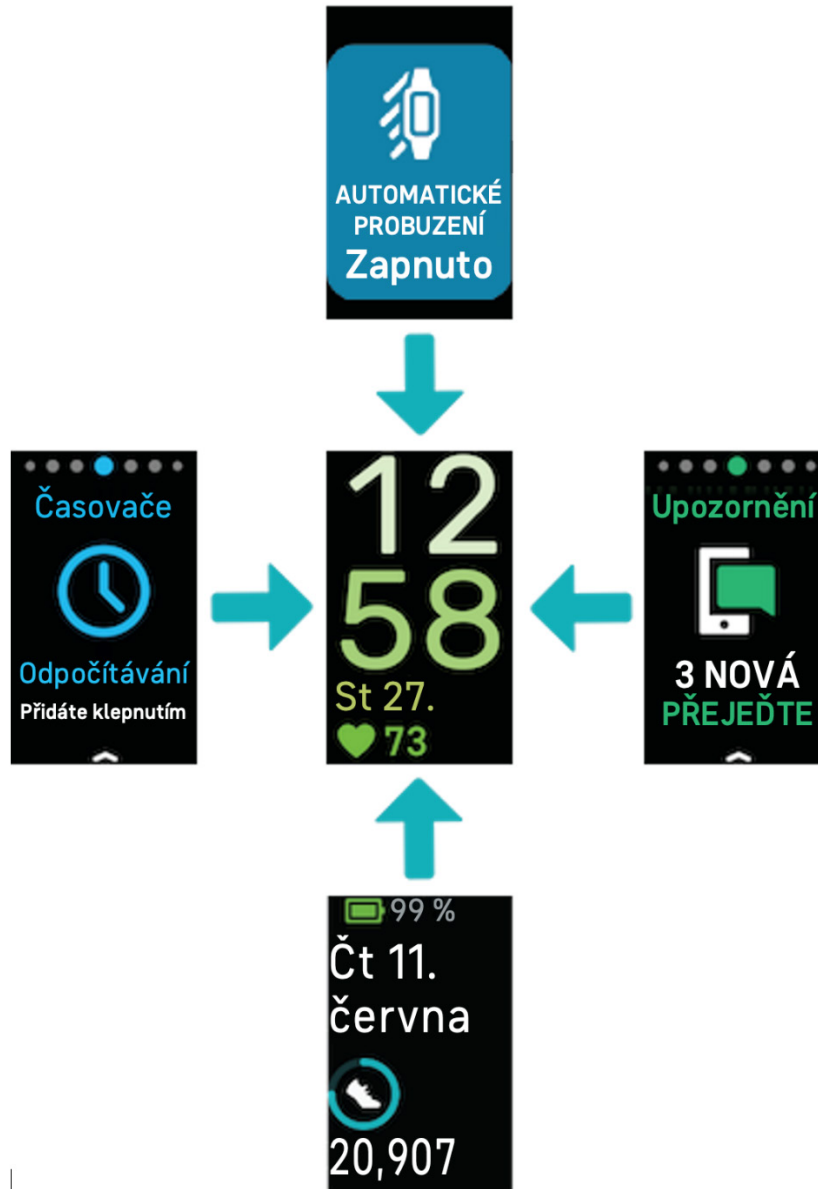 AUTOMATICKÉ
PROBUZENÍ
Zapnuto
Časovače
Odpočítávání
Přidáte klepnutím
12
58
St 27.
73
Upozornění
3 NOVÁ
PŘEJEĎTE
99 %
Čt 11.
června
20,907